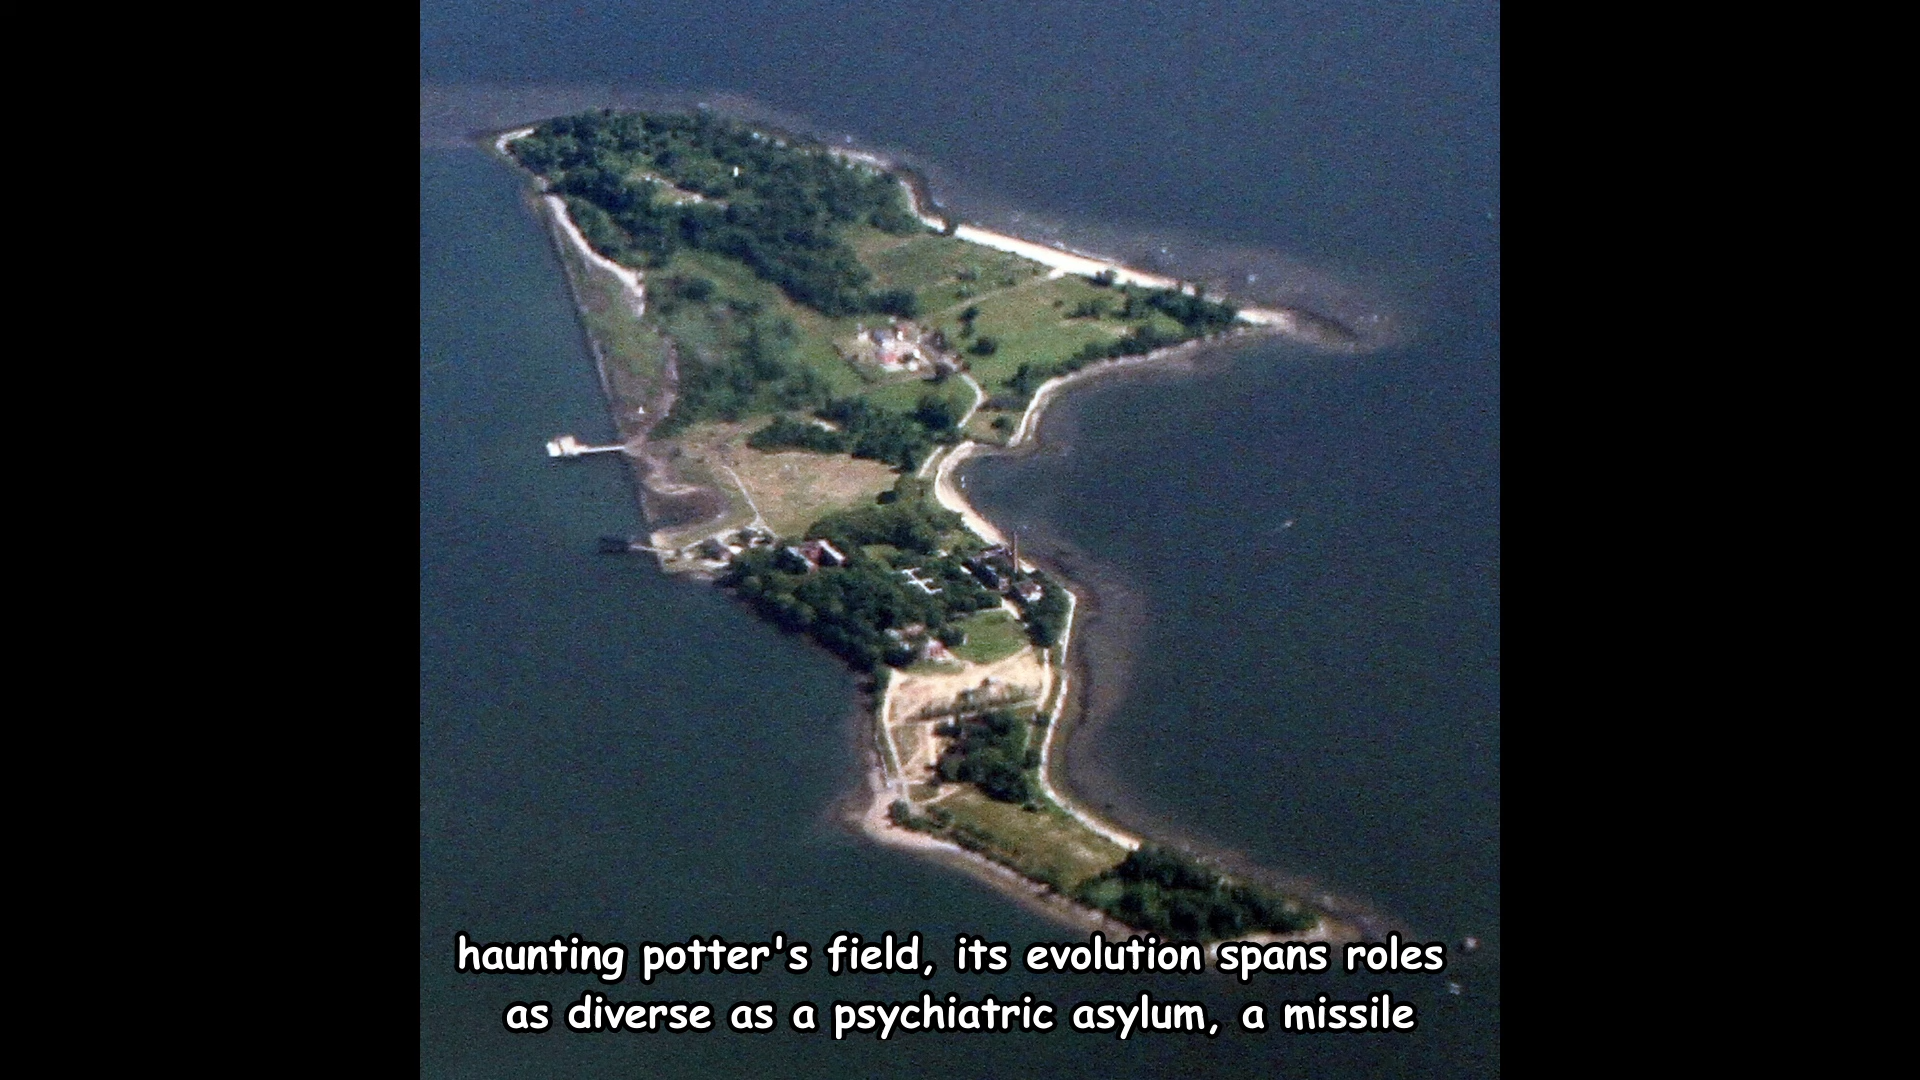 haunting potter's field, its evolution spans roles
as diverse as a psychiatric asylum, a missile